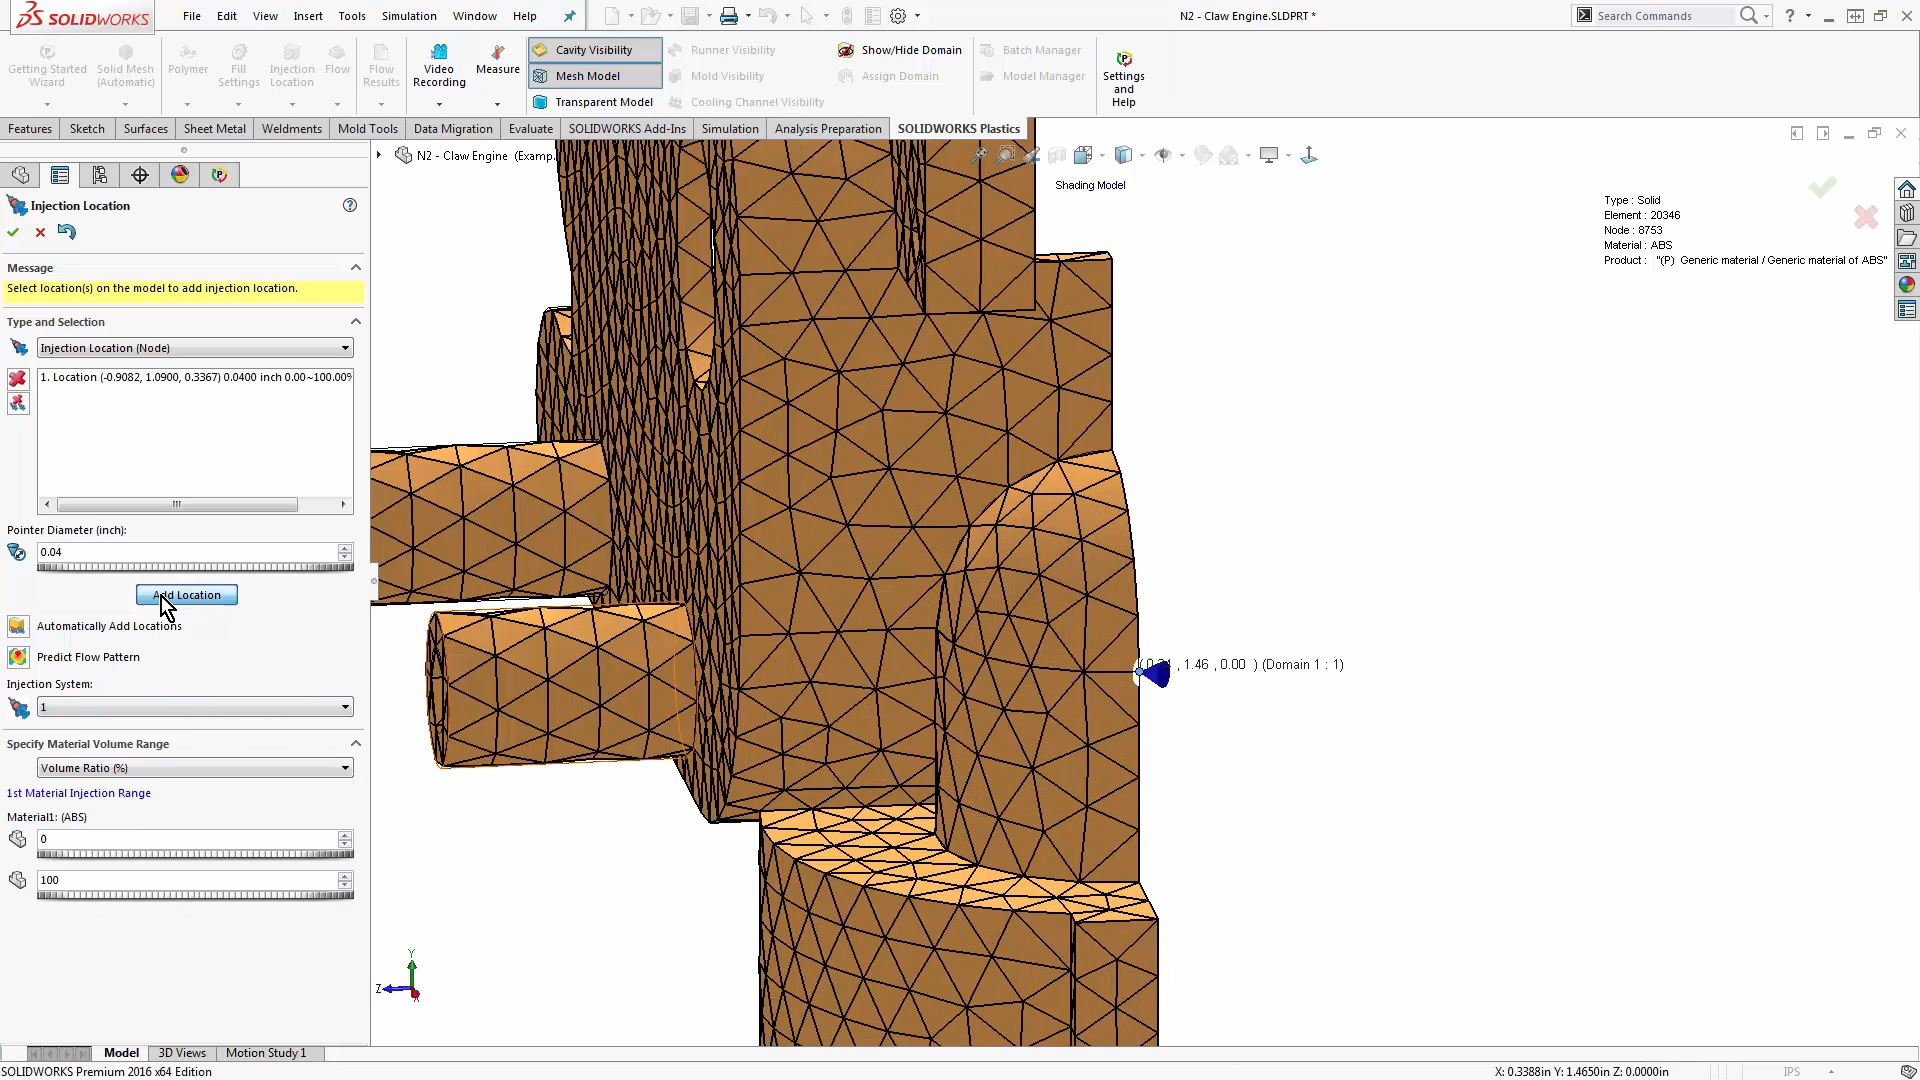 SOLIDWORKS
File Edit View Insert Tools Simulation Window Help
N2 - Claw Engine.SLDPRT *
Search Commands
Getting Started Wizard
Solid Mesh (Automatic)
Polymer
Fill Settings
Injection Location
Flow
Flow Results
Video Recording
Measure
Cavity Visibility
Mesh Model
Transparent Model
Runner Visibility
Mold Visibility
Cooling Channel Visibility
Show/Hide Domain
Assign Domain
Batch Manager
Model Manager
Settings and Help
Features Sketch Surfaces Sheet Metal Weldments Mold Tools Data Migration Evaluate SOLIDWORKS Add-Ins Simulation Analysis Preparation SOLIDWORKS Plastics
N2 - Claw Engine (Examp...
Shading Model
Type : Solid
Element : 20346
Node : 8753
Material : ABS
Product : "(P) Generic material / Generic material of ABS"
Injection Location
Message
Select location(s) on the model to add injection location.
Type and Selection
Injection Location (Node)
1. Location (-0.9082, 1.0900, 0.3367) 0.0400 inch 0.00~100.00%
Pointer Diameter (inch):
0.04
Add Location
Automatically Add Locations
Predict Flow Pattern
Injection System:
1
Specify Material Volume Range
Volume Ratio (%)
1st Material Injection Range
Material1: (ABS)
0
100
, 1.46 , 0.00 ) (Domain 1 : 1)
Y
Z
X
Model 3D Views Motion Study 1
SOLIDWORKS Premium 2016 x64 Edition
X: 0.3388in Y: 1.4650in Z: 0.0000in
IPS